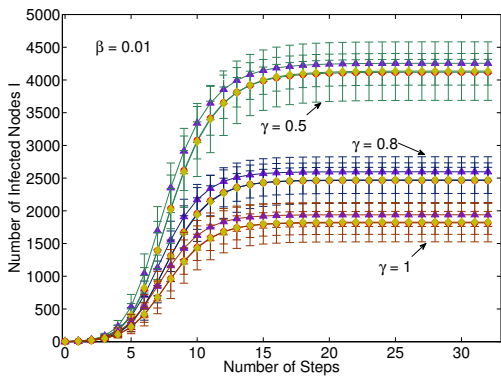 5000
4500
4000
3500
3000
2500
2000
1500
1000
500
0
Number of Infected Nodes I
β = 0.01
γ = 0.5
γ = 0.8
γ = 1
0 5 10 15 20 25 30
Number of Steps